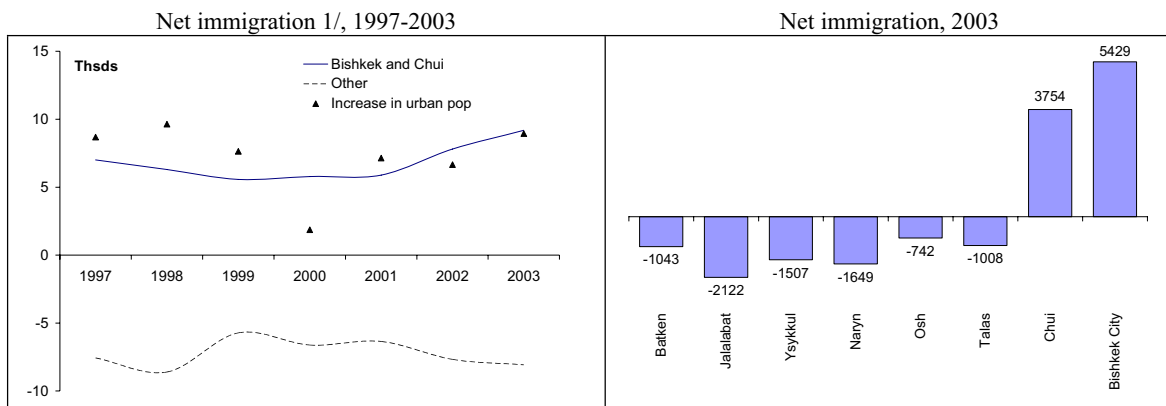 Net immigration 1/, 1997-2003
Thsds
Bishkek and Chui
Other
Increase in urban pop
15
10
5
0
-5
-10
1997 1998 1999 2000 2001 2002 2003
Net immigration, 2003
5429
3754
-1043
-2122
-1507
-1649
-742
-1008
Batken
Jalalabat
Ysykkul
Naryn
Osh
Talas
Chui
Bishkek City